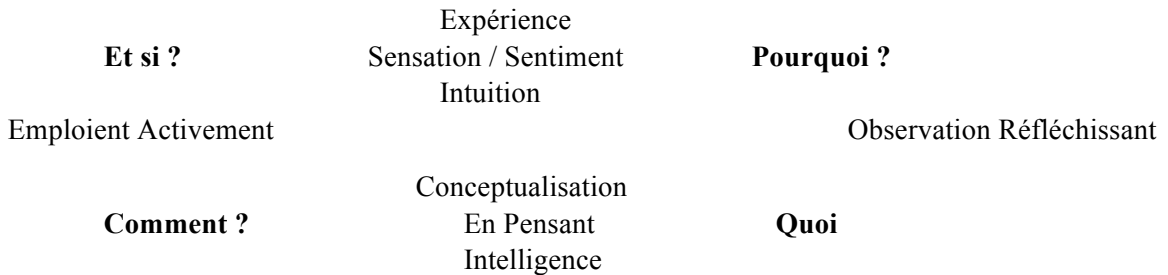 Expérience
Et si ? Sensation / Sentiment Pourquoi ?
Intuition
Emploient Activement Observation Réfléchissant
Conceptualisation
Comment ? En Pensant Quoi
Intelligence